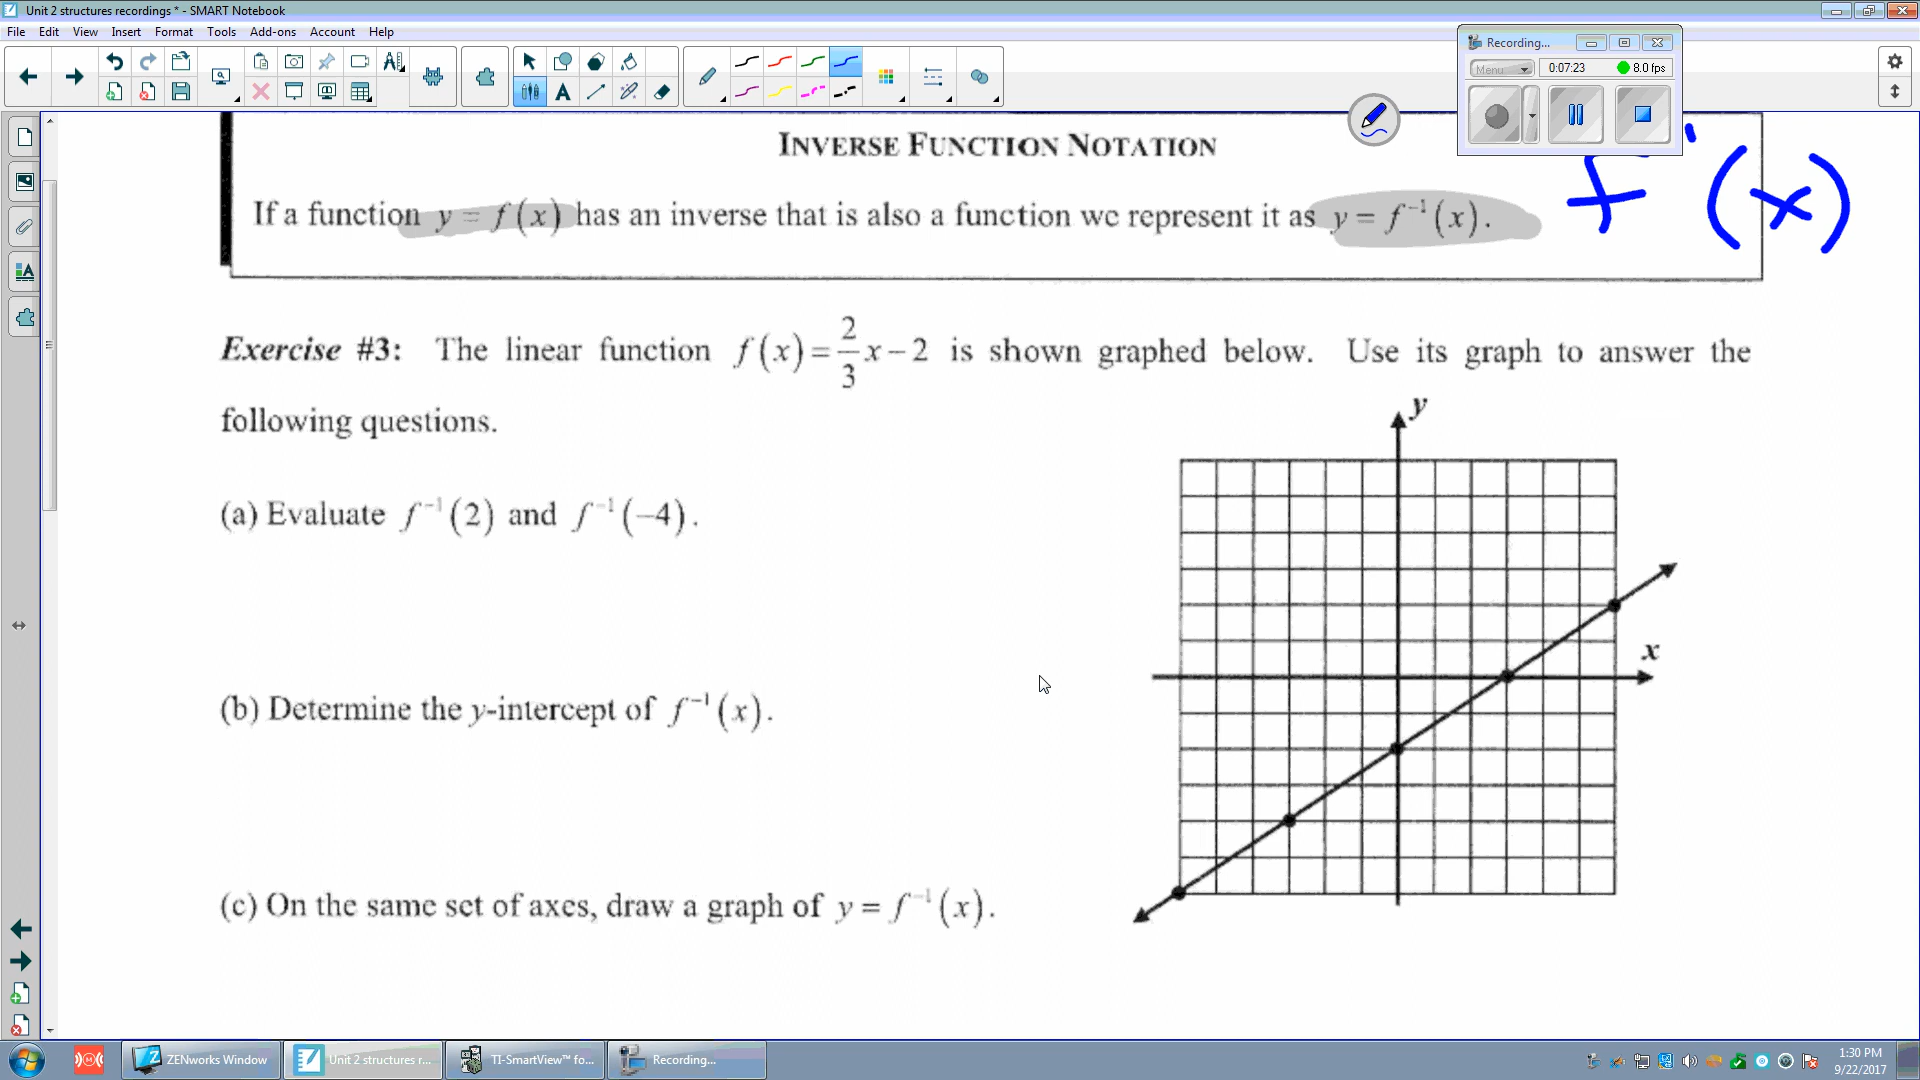 Unit 2 structures recordings * - SMART Notebook
File Edit View Insert Format Tools Add-ons Account Help
Recording...
Menu 0:07:23 8.0 fps
INVERSE FUNCTION NOTATION
If a function y = f(x) has an inverse that is also a function we represent it as y = f⁻¹(x).
f⁻¹(x)
Exercise #3: The linear function f(x) = 2/3 x − 2 is shown graphed below. Use its graph to answer the
following questions.
y
(a) Evaluate f⁻¹(2) and f⁻¹(−4).
x
(b) Determine the y-intercept of f⁻¹(x).
(c) On the same set of axes, draw a graph of y = f⁻¹(x).
ZENworks Window
Unit 2 structures r...
TI-SmartView™ fo...
Recording...
1:30 PM
9/22/2017